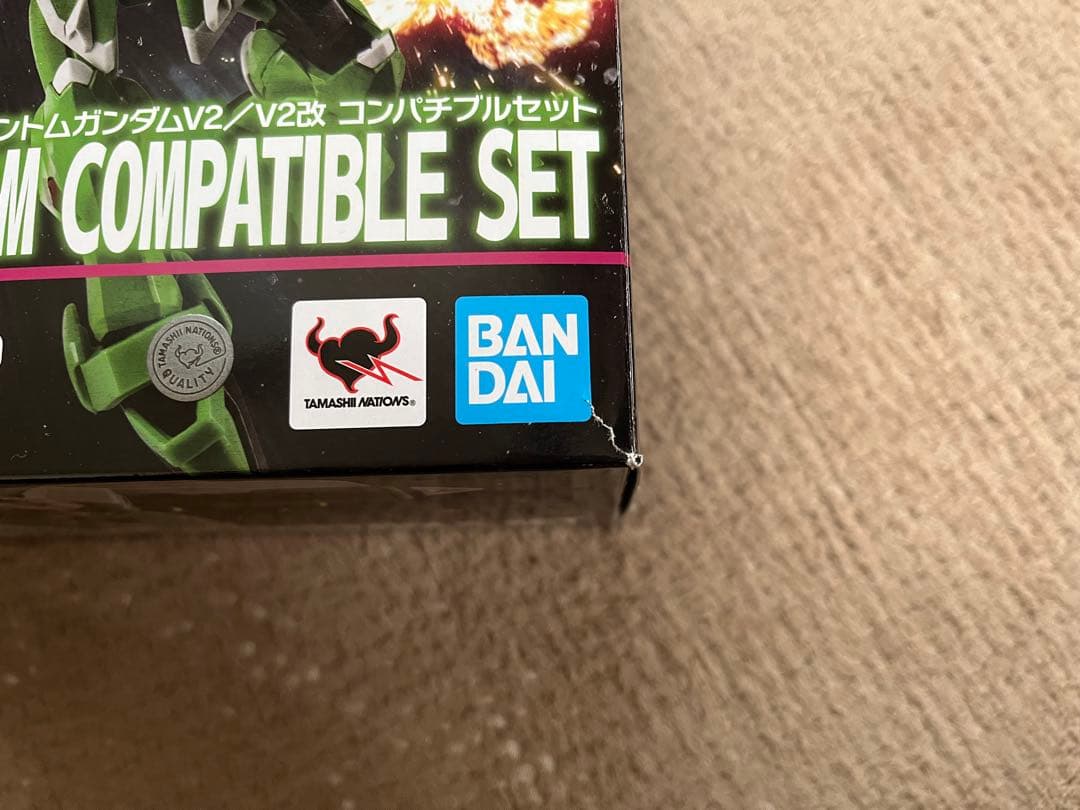 ントムガンダムV2/V2改 コンパチブルセット
M COMPATIBLE SET
TAMASHII NATIONS®
QUALITY
TAMASHII NATIONS®
BAN
DAI